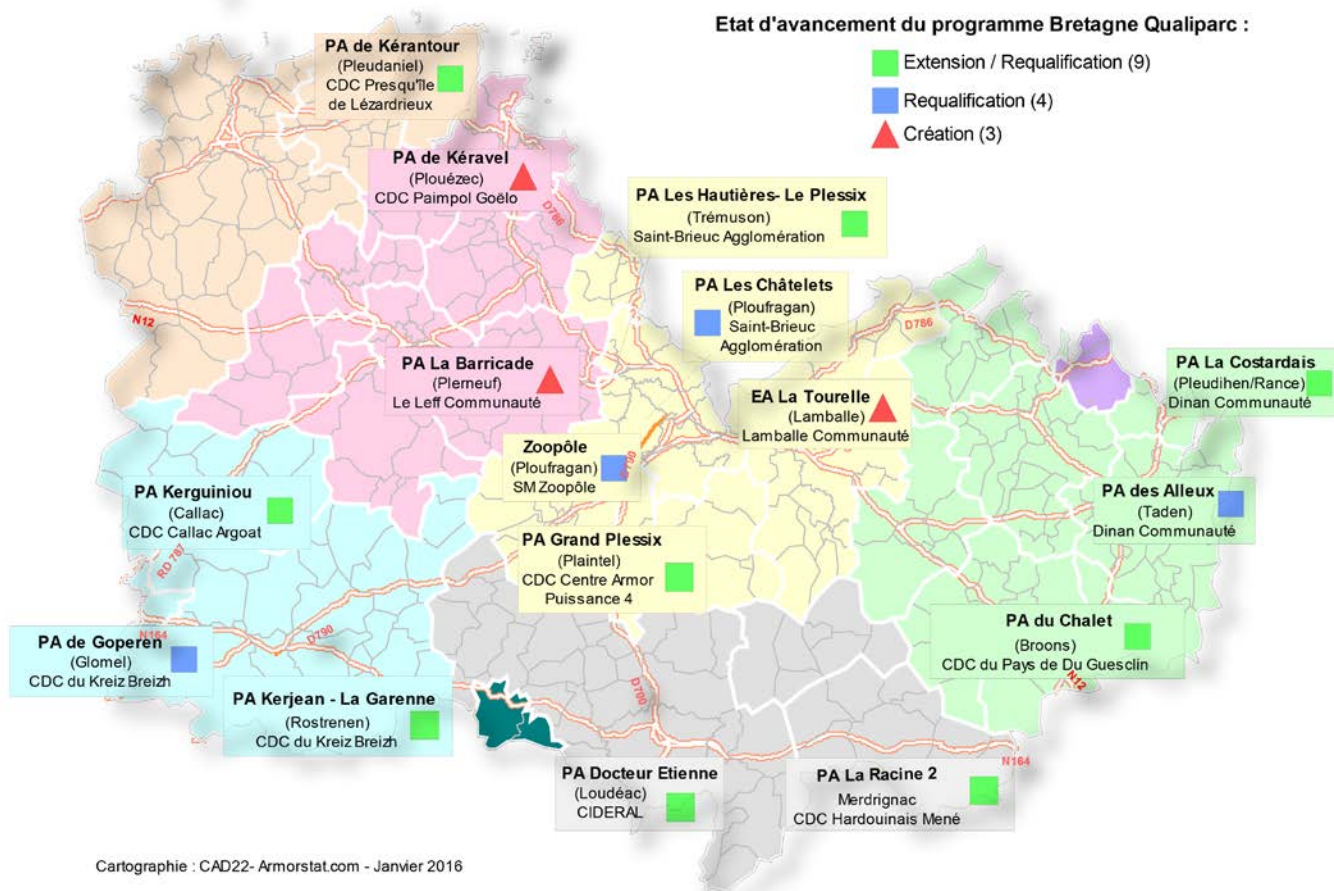 Etat d'avancement du programme Bretagne Qualiparc :
Extension / Requalification (9)
Requalification (4)
Création (3)
PA de Kérantour
(Pleudaniel)
CDC Presqu'île
de Lézardrieux
PA de Kéravel
(Plouézec)
CDC Paimpol Goëlo
D786
PA Les Hautières- Le Plessix
(Trémuson)
Saint-Brieuc Agglomération
PA Les Châtelets
(Ploufragan)
Saint-Brieuc
Agglomération
D786
N12
PA La Barricade
(Plerneuf)
Le Leff Communauté
EA La Tourelle
(Lamballe)
Lamballe Communauté
PA La Costardais
(Pleudihen/Rance)
Dinan Communauté
Zoopôle
(Ploufragan)
SM Zoopôle
D700
PA Kerguiniou
(Callac)
CDC Callac Argoat
RD 787
PA des Alleux
(Taden)
Dinan Communauté
PA Grand Plessix
(Plaintel)
CDC Centre Armor
Puissance 4
PA du Chalet
(Broons)
CDC du Pays de Du Guesclin
N12
PA de Goperen
(Glomel)
CDC du Kreiz Breizh
N164
D790
PA Kerjean - La Garenne
(Rostrenen)
CDC du Kreiz Breizh
D700
PA Docteur Etienne
(Loudéac)
CIDERAL
PA La Racine 2
Merdrignac
CDC Hardouinais Mené
N164
Cartographie : CAD22- Armorstat.com - Janvier 2016